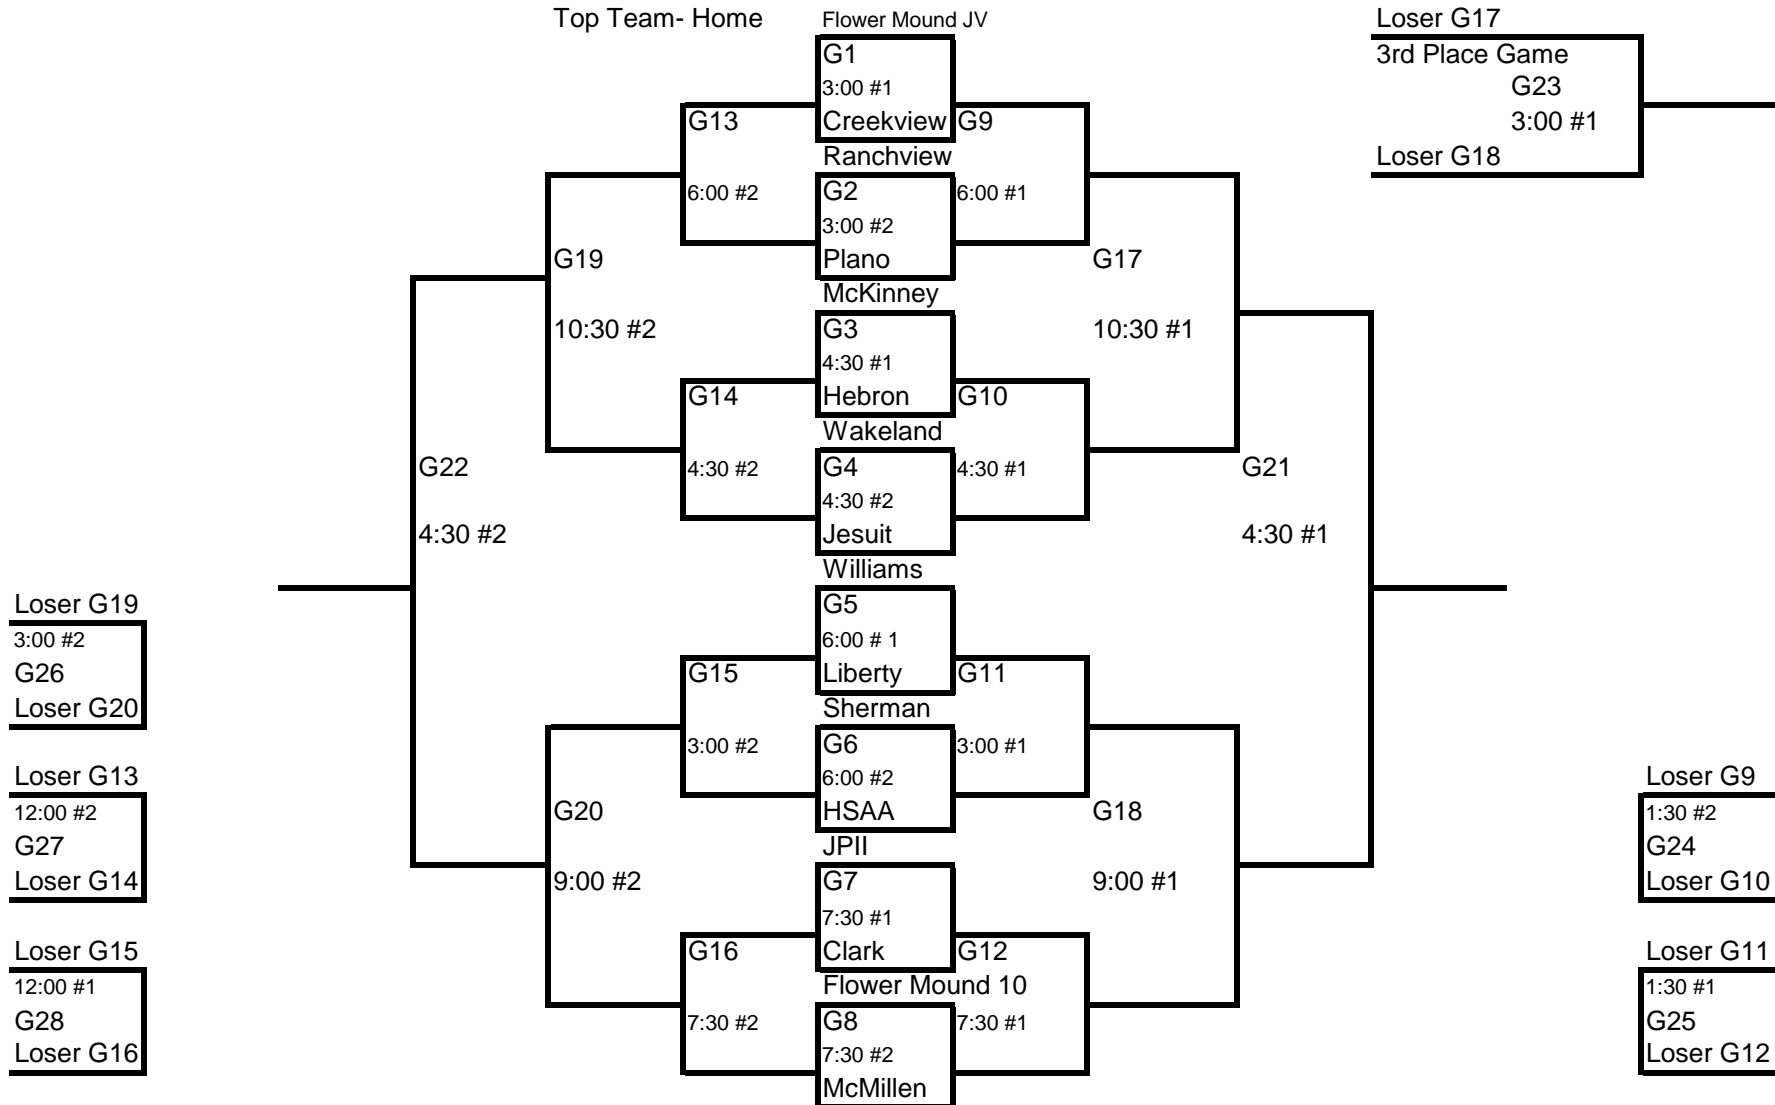 Top Team- Home
Flower Mound JV
Loser G17
G1
3rd Place Game
3:00 #1
G23
G13
Creekview
G9
3:00 #1
Ranchview
Loser G18
6:00 #2
G2
6:00 #1
3:00 #2
G19
Plano
G17
McKinney
10:30 #2
G3
10:30 #1
4:30 #1
G14
Hebron
G10
Wakeland
G22
4:30 #2
G4
4:30 #1
G21
4:30 #2
4:30 #2
Jesuit
4:30 #1
Williams
Loser G19
G5
3:00 #2
6:00 # 1
G26
G15
Liberty
G11
Loser G20
Sherman
3:00 #2
G6
3:00 #1
Loser G13
6:00 #2
Loser G9
12:00 #2
G20
HSAA
G18
1:30 #2
G27
JPII
G24
Loser G14
9:00 #2
G7
9:00 #1
Loser G10
7:30 #1
Loser G15
G16
Clark
G12
Loser G11
12:00 #1
Flower Mound 10
1:30 #1
G28
7:30 #2
G8
7:30 #1
G25
Loser G16
7:30 #2
Loser G12
McMillen